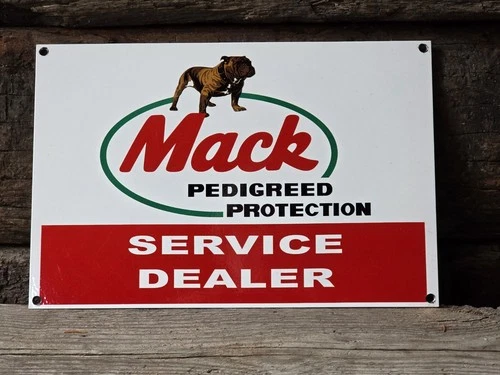 Mack
PEDIGREED
PROTECTION
SERVICE
DEALER